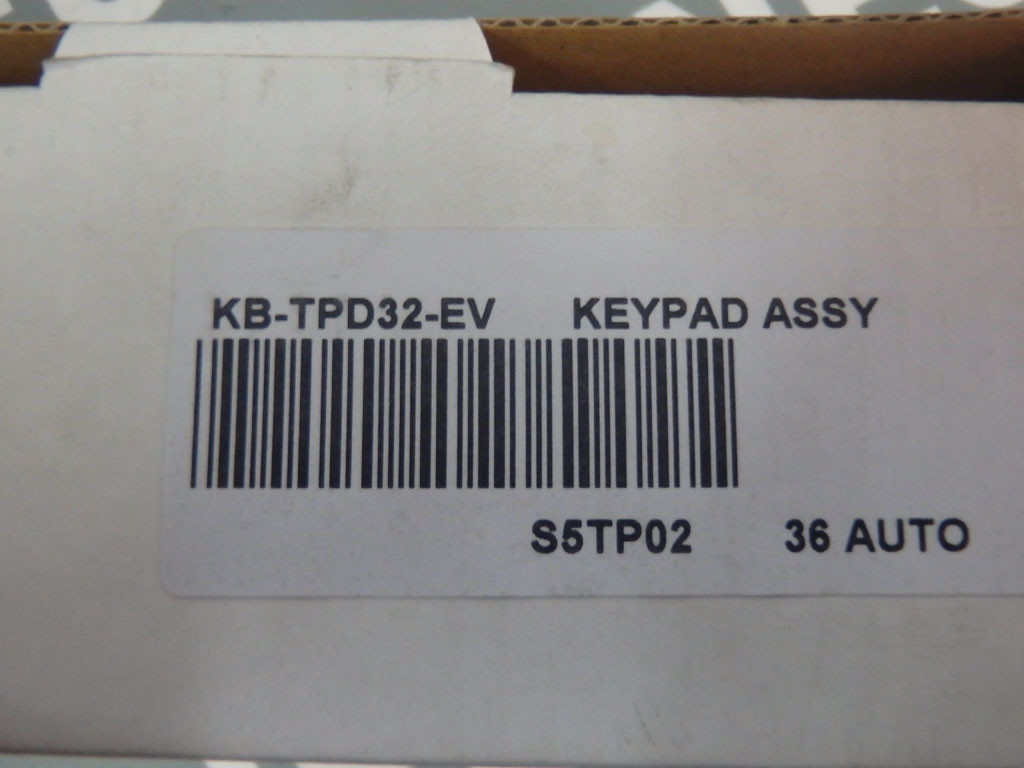 KB-TPD32-EV KEYPAD ASSY
S5TP02 36 AUTO